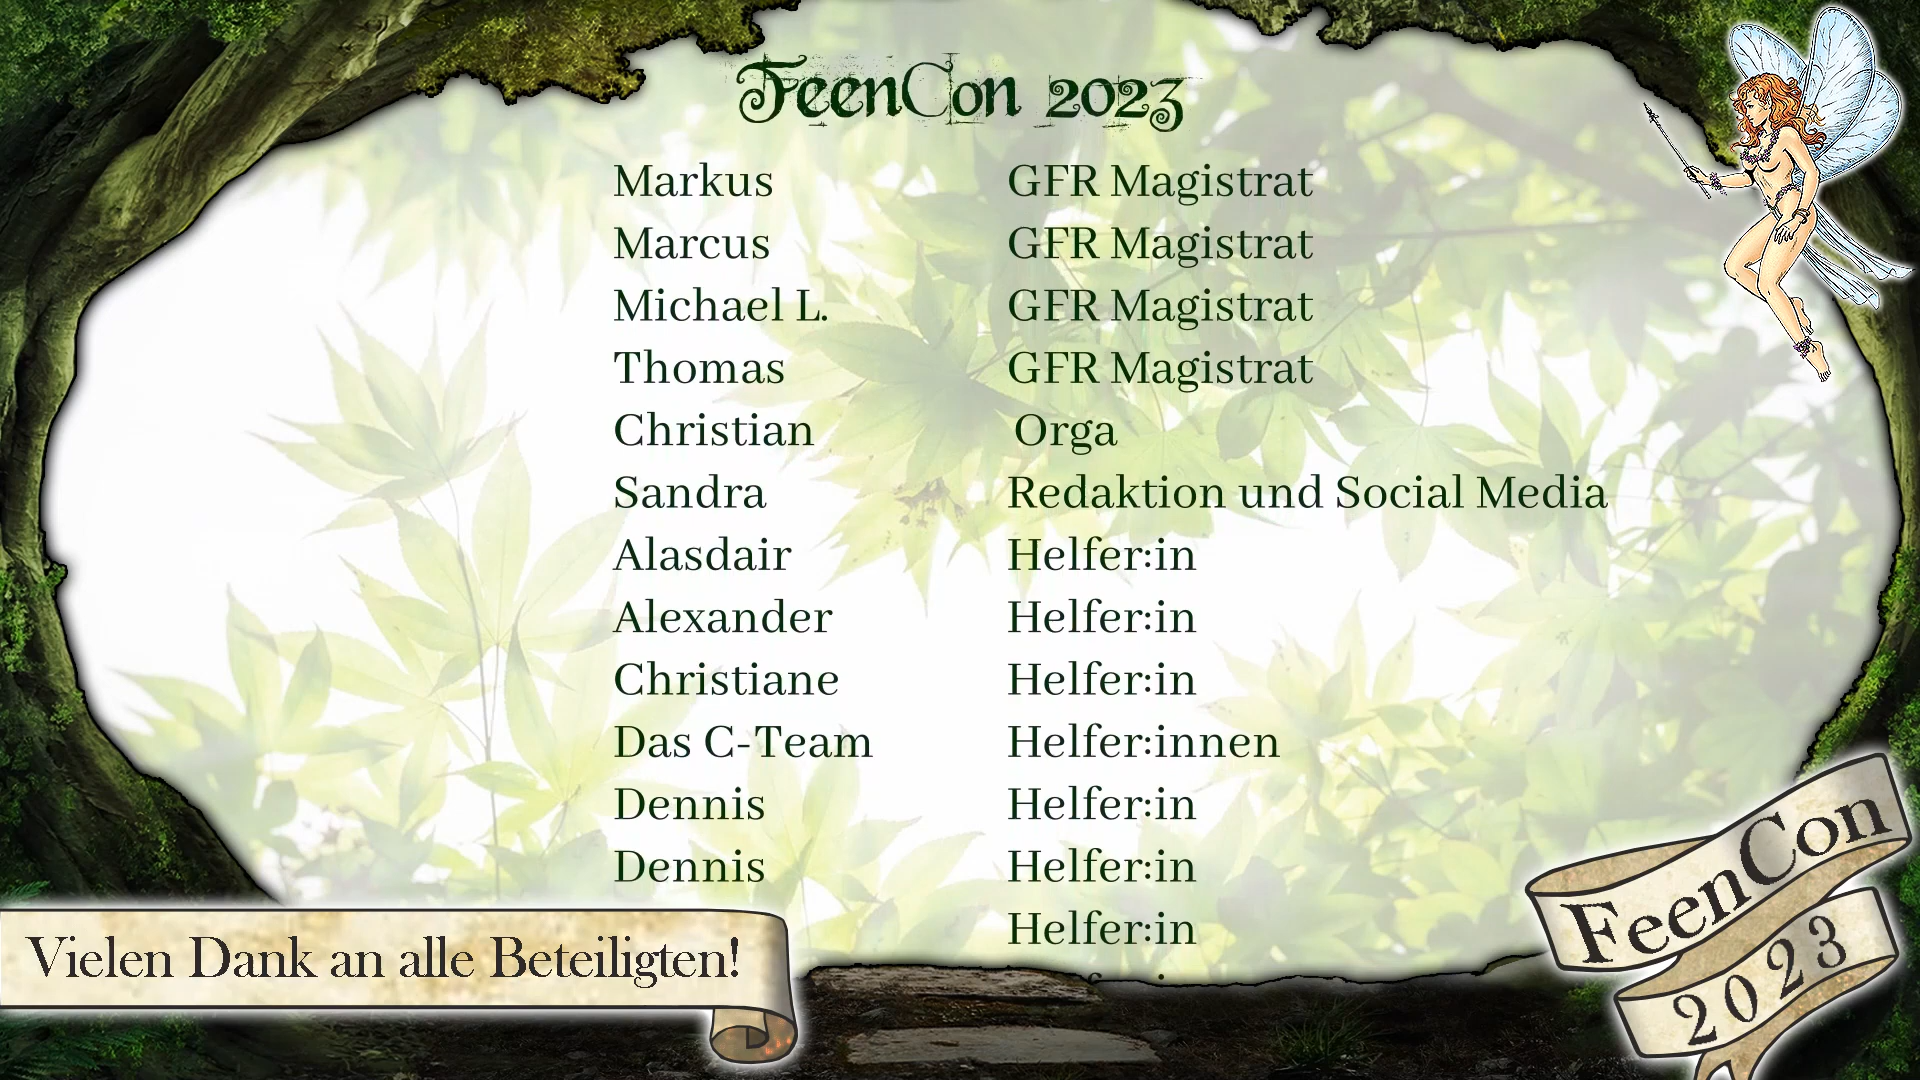 FeenCon 2023
Markus GFR Magistrat
Marcus GFR Magistrat
Michael L. GFR Magistrat
Thomas GFR Magistrat
Christian Orga
Sandra Redaktion und Social Media
Alasdair Helfer:in
Alexander Helfer:in
Christiane Helfer:in
Das C-Team Helfer:innen
Dennis Helfer:in
Dennis Helfer:in
Helfer:in
Vielen Dank an alle Beteiligten!
FeenCon
2023